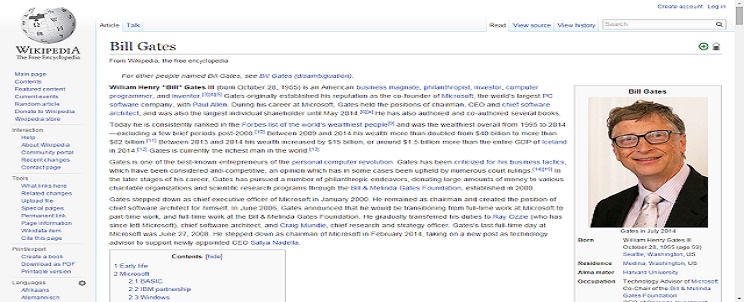 Create account Log in
Article Talk
Read View source View history Search
WIKIPEDIA
The Free Encyclopedia
Main page
Contents
Featured content
Current events
Random article
Donate to Wikipedia
Wikipedia store
Interaction
Help
About Wikipedia
Community portal
Recent changes
Contact page
Tools
What links here
Related changes
Upload file
Special pages
Permanent link
Page information
Wikidata item
Cite this page
Print/export
Create a book
Download as PDF
Printable version
Languages
Afrikaans
Alemannisch
Bill Gates
From Wikipedia, the free encyclopedia
For other people named Bill Gates, see Bill Gates (disambiguation).
William Henry "Bill" Gates III (born October 28, 1955) is an American business magnate, philanthropist, investor, computer
programmer, and inventor. Gates originally established his reputation as the co-founder of Microsoft, the world's largest PC
software company, with Paul Allen. During his career at Microsoft, Gates held the positions of chairman, CEO and chief software
architect, and was also the largest individual shareholder until May 2014. He has also authored and co-authored several books.
Today he is consistently ranked in the Forbes list of the world's wealthiest people and was the wealthiest overall from 1995 to 2014
—excluding a few brief periods post-2000. Between 2009 and 2014 his wealth more than doubled from $40 billion to more than
$82 billion. Between 2013 and 2014 his wealth increased by $15 billion, or around $1.5 billion more than the entire GDP of Iceland
in 2014. Gates is currently the richest man in the world.
Gates is one of the best-known entrepreneurs of the personal computer revolution. Gates has been criticized for his business tactics,
which have been considered anti-competitive, an opinion which has in some cases been upheld by numerous court rulings. In
the later stages of his career, Gates has pursued a number of philanthropic endeavors, donating large amounts of money to various
charitable organizations and scientific research programs through the Bill & Melinda Gates Foundation, established in 2000.
Gates stepped down as chief executive officer of Microsoft in January 2000. He remained as chairman and created the position of
chief software architect for himself. In June 2006, Gates announced that he would be transitioning from full-time work at Microsoft to
part-time work, and full-time work at the Bill & Melinda Gates Foundation. He gradually transferred his duties to Ray Ozzie (who has
since left Microsoft), chief software architect, and Craig Mundie, chief research and strategy officer. Gates's last full-time day at
Microsoft was June 27, 2008. He stepped down as chairman of Microsoft in February 2014, taking on a new post as technology
advisor to support newly appointed CEO Satya Nadella.
Contents [hide]
1 Early life
2 Microsoft
2.1 BASIC
2.2 IBM partnership
2.3 Windows
Bill Gates
Gates in July 2014
Born William Henry Gates III
October 28, 1955 (age 59)
Seattle, Washington, US
Residence Medina, Washington, US
Alma mater Harvard University
Occupation Technology Advisor of Microsoft
Co-Chair of the Bill & Melinda
Gates Foundation